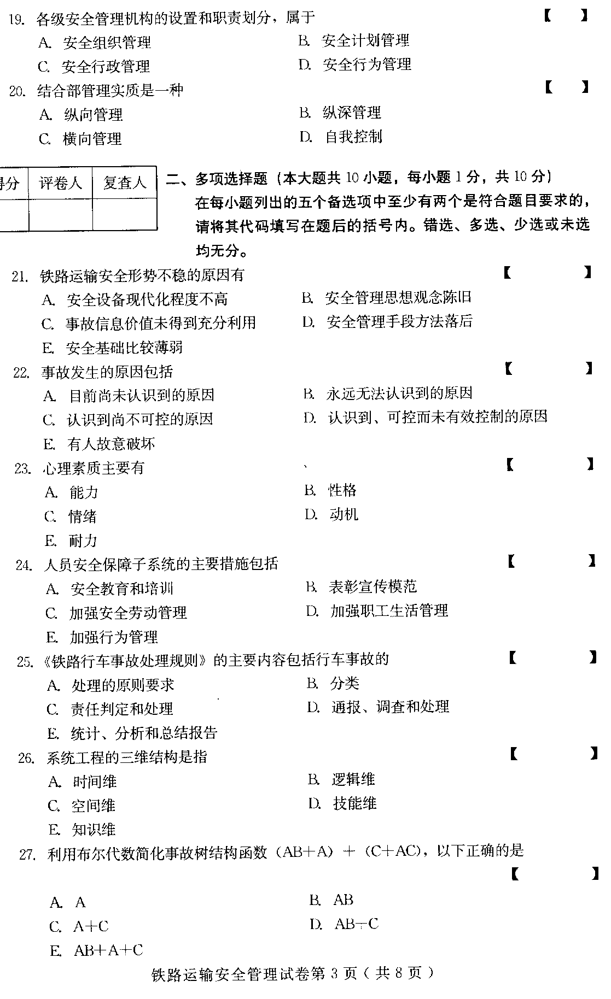 19. 各级安全管理机构的设置和职责划分，属于 【 】
A. 安全组织管理 B. 安全计划管理
C. 安全行政管理 D. 安全行为管理
20. 结合部管理实质是一种 【 】
A. 纵向管理 B. 纵深管理
C. 横向管理 D. 自我控制
得分 评卷人 复查人
二、多项选择题（本大题共 10 小题，每小题 1 分，共 10 分）
在每小题列出的五个备选项中至少有两个是符合题目要求的，
请将其代码填写在题后的括号内。错选、多选、少选或未选
均无分。
21. 铁路运输安全形势不稳的原因有 【 】
A. 安全设备现代化程度不高 B. 安全管理思想观念陈旧
C. 事故信息价值未得到充分利用 D. 安全管理手段方法落后
E. 安全基础比较薄弱
22. 事故发生的原因包括 【 】
A. 目前尚未认识到的原因 B. 永远无法认识到的原因
C. 认识到尚不可控的原因 D. 认识到、可控而未有效控制的原因
E. 有人故意破坏
23. 心理素质主要有 【 】
A. 能力 B. 性格
C. 情绪 D. 动机
E. 耐力
24. 人员安全保障子系统的主要措施包括 【 】
A. 安全教育和培训 B. 表彰宣传模范
C. 加强安全劳动管理 D. 加强职工生活管理
E. 加强行为管理
25. 《铁路行车事故处理规则》的主要内容包括行车事故的 【 】
A. 处理的原则要求 B. 分类
C. 责任判定和处理 D. 通报、调查和处理
E. 统计、分析和总结报告
26. 系统工程的三维结构是指 【 】
A. 时间维 B. 逻辑维
C. 空间维 D. 技能维
E. 知识维
27. 利用布尔代数简化事故树结构函数（AB＋A）＋（C＋AC），以下正确的是
【 】
A. A B. AB
C. A＋C D. AB＋C
E. AB＋A＋C
铁路运输安全管理试卷第 3 页（共 8 页）